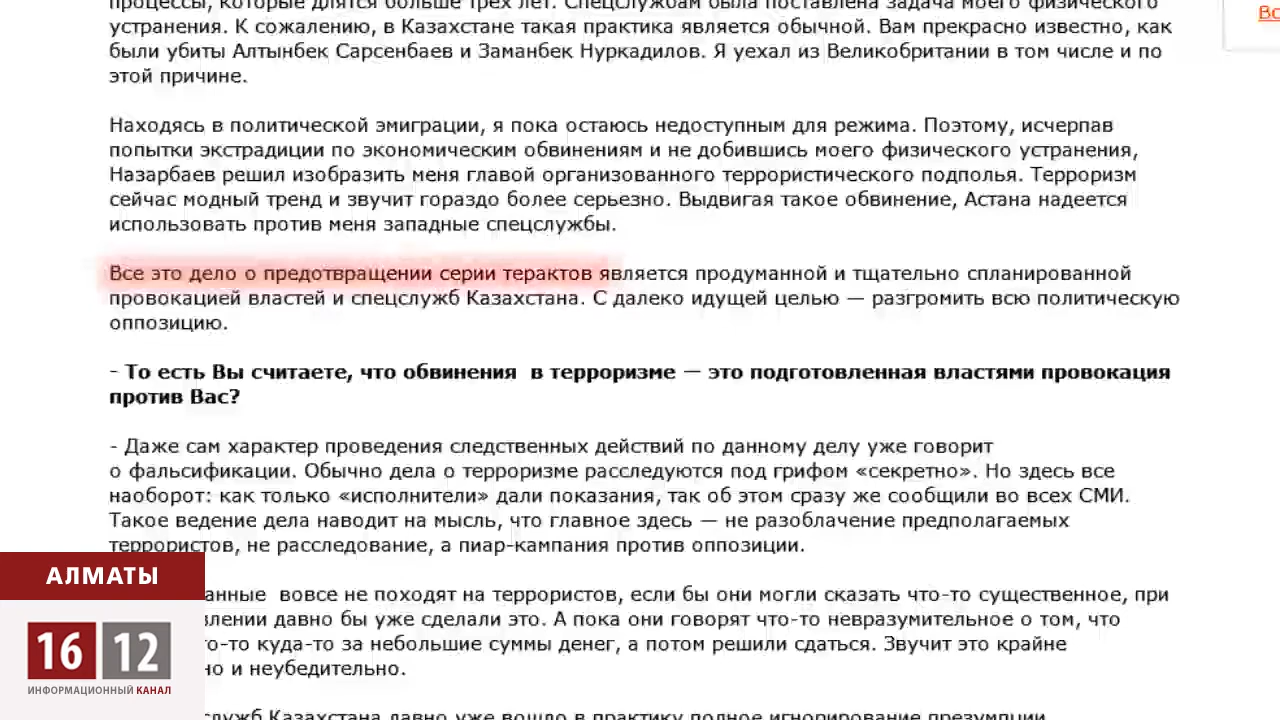 процессы, которые длятся больше трех лет. Спецслужбам была поставлена задача моего физического
устранения. К сожалению, в Казахстане такая практика является обычной. Вам прекрасно известно, как
были убиты Алтынбек Сарсенбаев и Заманбек Нуркадилов. Я уехал из Великобритании в том числе и по
этой причине.
Находясь в политической эмиграции, я пока остаюсь недоступным для режима. Поэтому, исчерпав
попытки экстрадиции по экономическим обвинениям и не добившись моего физического устранения,
Назарбаев решил изобразить меня главой организованного террористического подполья. Терроризм
сейчас модный тренд и звучит гораздо более серьезно. Выдвигая такое обвинение, Астана надеется
использовать против меня западные спецслужбы.
Все это дело о предотвращении серии терактов является продуманной и тщательно спланированной
провокацией властей и спецслужб Казахстана. С далеко идущей целью — разгромить всю политическую
оппозицию.
- То есть Вы считаете, что обвинения  в терроризме — это подготовленная властями провокация
против Вас?
- Даже сам характер проведения следственных действий по данному делу уже говорит
о фальсификации. Обычно дела о терроризме расследуются под грифом «секретно». Но здесь все
наоборот: как только «исполнители» дали показания, так об этом сразу же сообщили во всех СМИ.
Такое ведение дела наводит на мысль, что главное здесь — не разоблачение предполагаемых
террористов, не расследование, а пиар-кампания против оппозиции.
анные  вовсе не походят на террористов, если бы они могли сказать что-то существенное, при
влении давно бы уже сделали это. А пока они говорят что-то невразумительное о том, что
то-то куда-то за небольшие суммы денег, а потом решили сдаться. Звучит это крайне
но и неубедительно.
служб Казахстана давно уже вошло в практику полное игнорирование презумпции
Вс
АЛМАТЫ
16 12
ИНФОРМАЦИОННЫЙ КАНАЛ